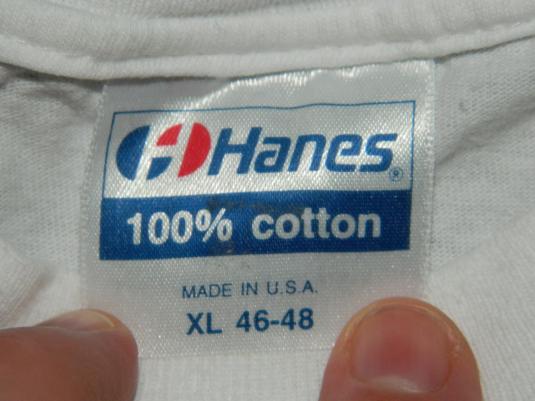 Hanes®
100% cotton
MADE IN U.S.A.
XL 46-48